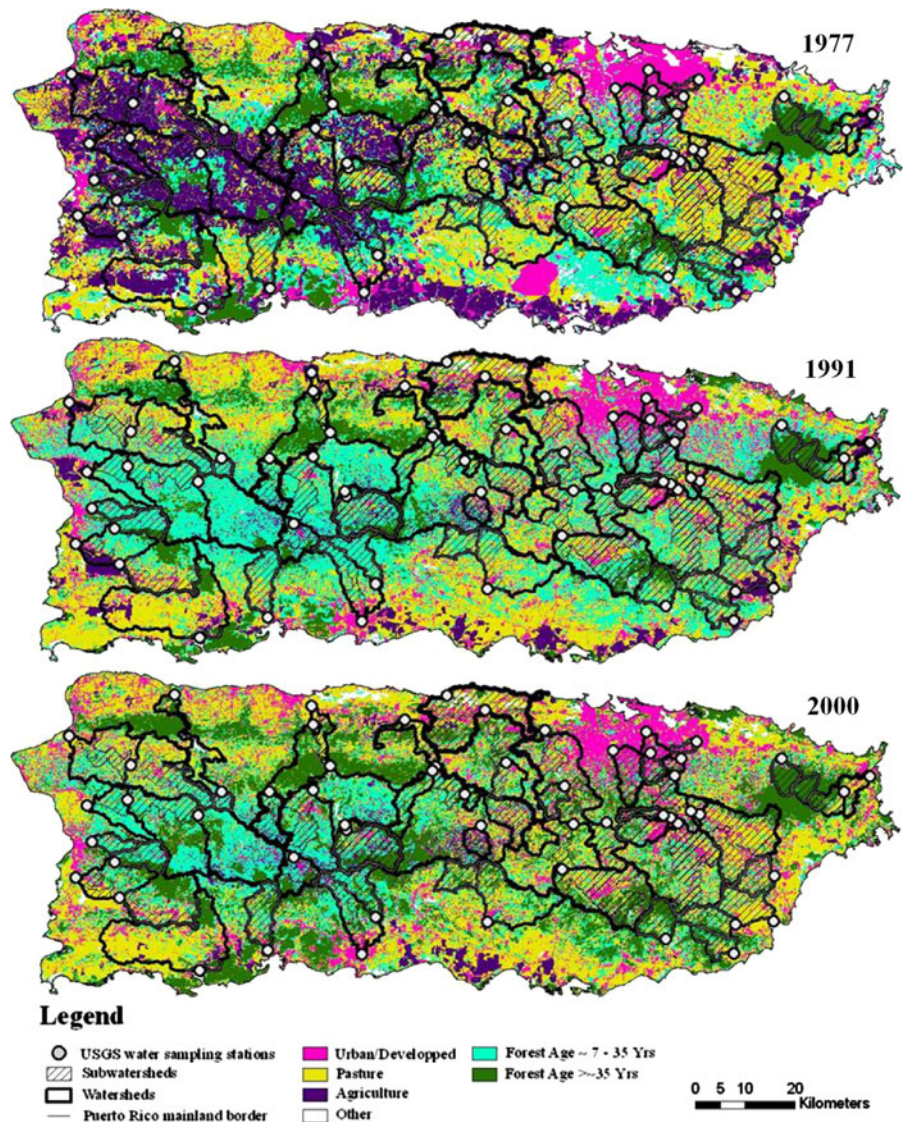 1977
1991
2000
Legend
USGS water sampling stations
Subwatersheds
Watersheds
Puerto Rico mainland border
Urban/Developped
Pasture
Agriculture
Other
Forest Age ~ 7 - 35 Yrs
Forest Age >~35 Yrs
0 5 10 20
Kilometers